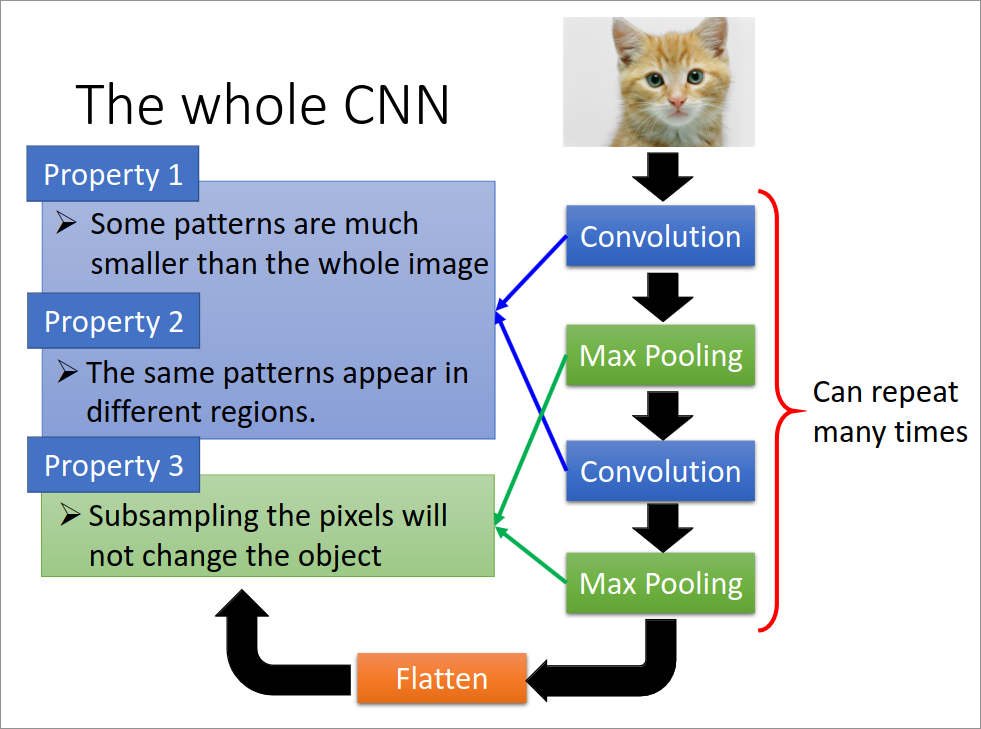 The whole CNN
Property 1
➢ Some patterns are much
smaller than the whole image
Property 2
➢ The same patterns appear in
different regions.
Property 3
➢ Subsampling the pixels will
not change the object
Convolution
Max Pooling
Convolution
Max Pooling
Can repeat
many times
Flatten